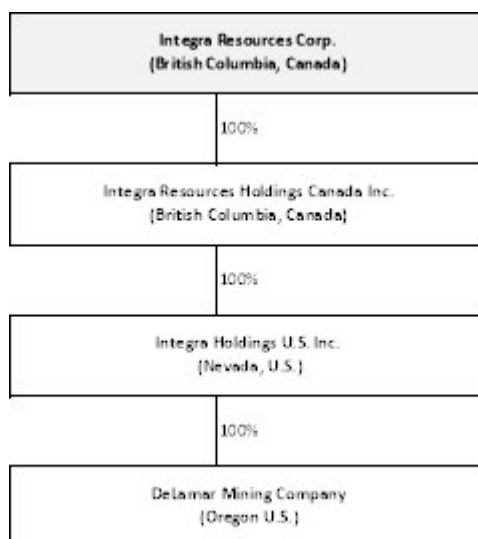 Integra Resources Corp.
(British Columbia, Canada)
100%
Integra Resources Holdings Canada Inc.
(British Columbia, Canada)
100%
Integra Holdings U.S. Inc.
(Nevada, U.S.)
100%
DeLamar Mining Company
(Oregon U.S.)